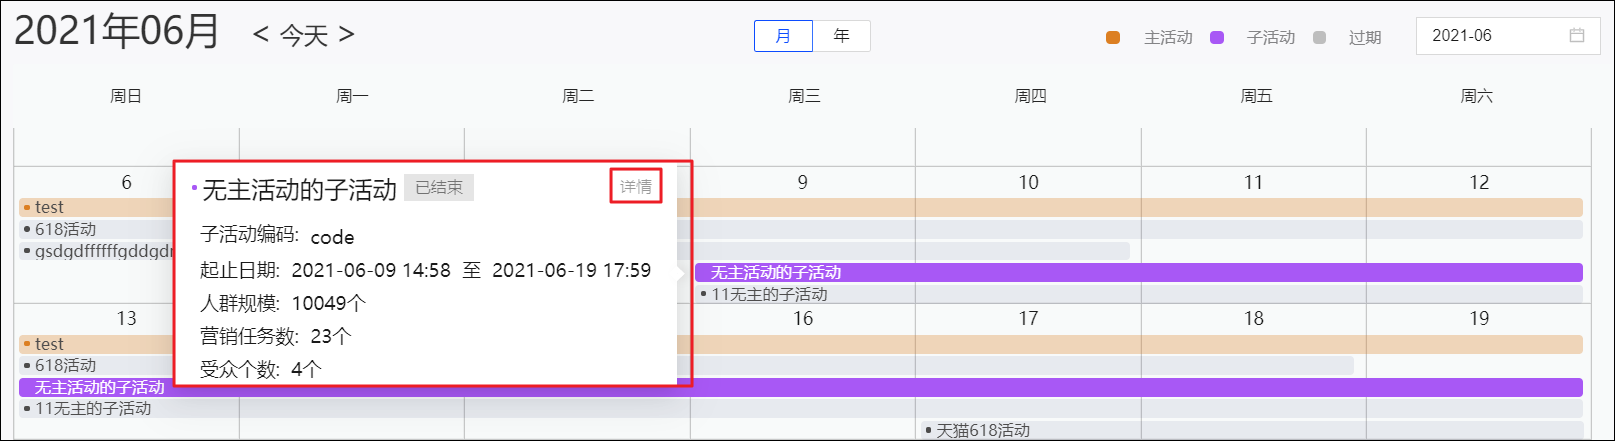 2021年06月 < 今天 > 月 年 主活动 子活动 过期 2021-06
周日 周一 周二 周三 周四 周五 周六
6 9 10 11 12
test
618活动
gsdgdffffffgddgdr
无主活动的子活动
11无主的子活动
无主活动的子活动 已结束 详情
子活动编码: code
起止日期: 2021-06-09 14:58 至 2021-06-19 17:59
人群规模: 10049个
营销任务数: 23个
受众个数: 4个
13 16 17 18 19
test
618活动
无主活动的子活动
11无主的子活动
天猫618活动